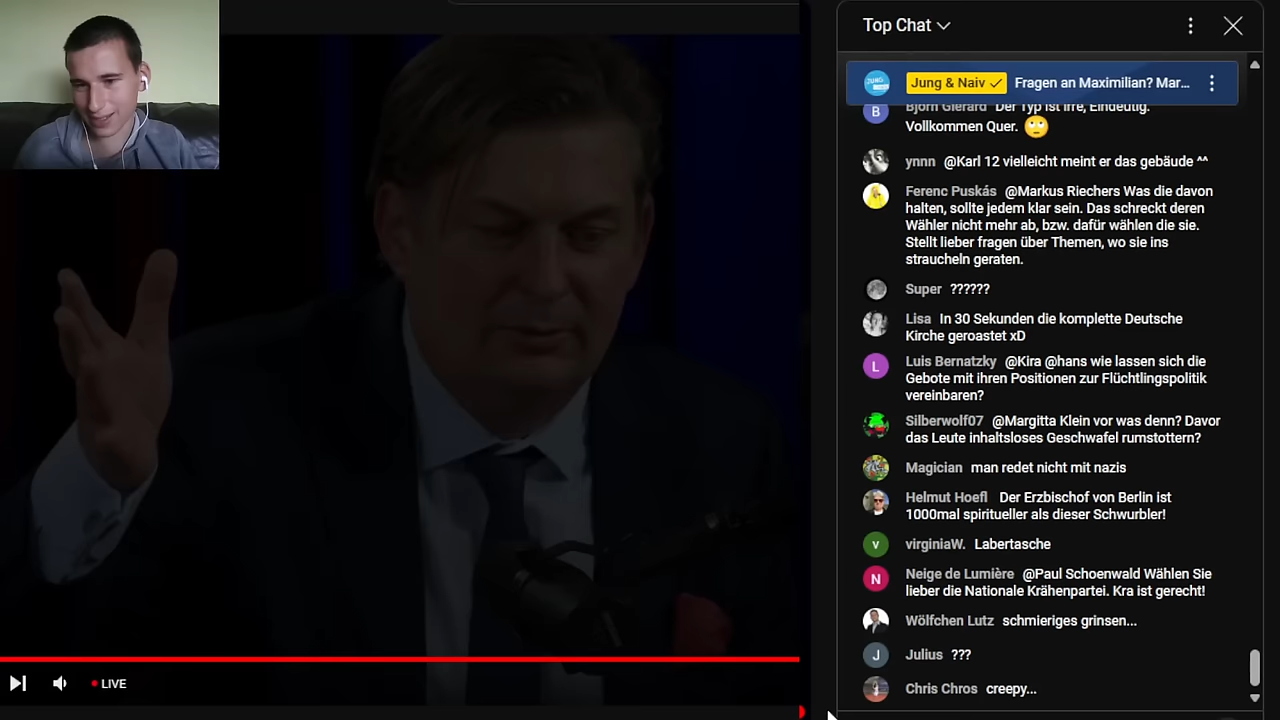 Top Chat
Jung & Naiv Fragen an Maximilian? Mar...
Björn Gierard Der Typ ist irre, Eindeutig.
Vollkommen Quer.
ynnn @Karl 12 vielleicht meint er das gebäude ^^
Ferenc Puskás @Markus Riechers Was die davon
halten, sollte jedem klar sein. Das schreckt deren
Wähler nicht mehr ab, bzw. dafür wählen die sie.
Stellt lieber fragen über Themen, wo sie ins
straucheln geraten.
Super ??????
Lisa In 30 Sekunden die komplette Deutsche
Kirche geroastet xD
L Luis Bernatzky @Kira @hans wie lassen sich die
Gebote mit ihren Positionen zur Flüchtlingspolitik
vereinbaren?
Silberwolf07 @Margitta Klein vor was denn? Davor
das Leute inhaltsloses Geschwafel rumstottern?
Magician man redet nicht mit nazis
Helmut Hoefl Der Erzbischof von Berlin ist
1000mal spiritueller als dieser Schwurbler!
v virginiaW. Labertasche
N Neige de Lumière @Paul Schoenwald Wählen Sie
lieber die Nationale Krähenpartei. Kra ist gerecht!
Wölfchen Lutz schmieriges grinsen...
J Julius ???
Chris Chros creepy...
LIVE